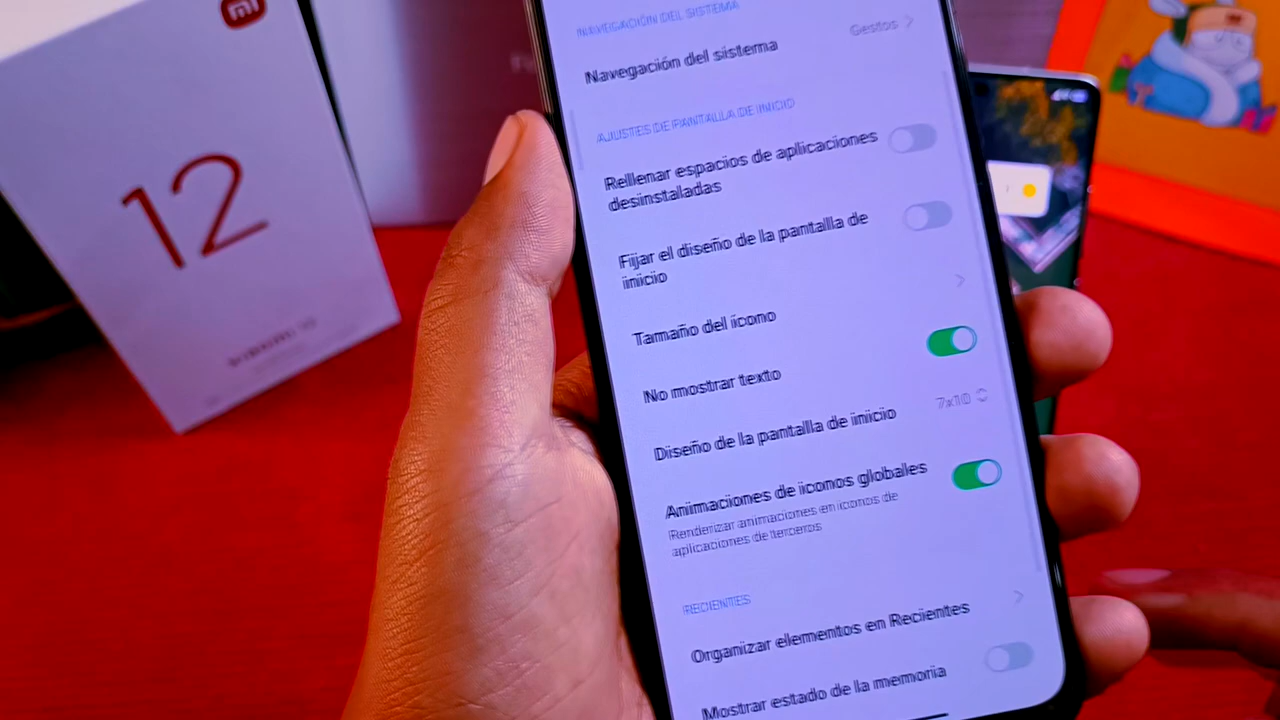 mi
12
NAVEGACIÓN DEL SISTEMA
Navegación del sistema
Gestos
AJUSTES DE PANTALLA DE INICIO
Rellenar espacios de aplicaciones
desinstaladas
Fijar el diseño de la pantalla de
inicio
Tamaño del icono
No mostrar texto
Diseño de la pantalla de inicio
7x10
Animaciones de iconos globales
Renderizar animaciones en iconos de
aplicaciones de terceros
RECIENTES
Organizar elementos en Recientes
Mostrar estado de la memoria